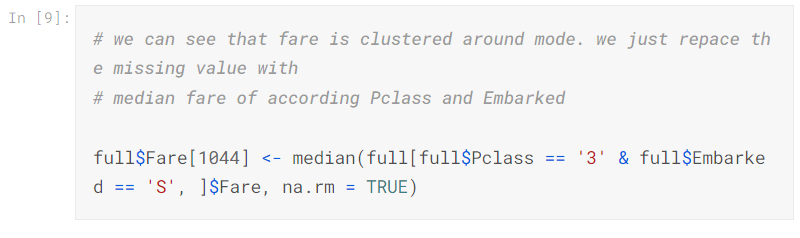 In [9]:
# we can see that fare is clustered around mode. we just repace th
e missing value with
# median fare of according Pclass and Embarked
full$Fare[1044] <- median(full[full$Pclass == '3' & full$Embarke
d == 'S', ]$Fare, na.rm = TRUE)